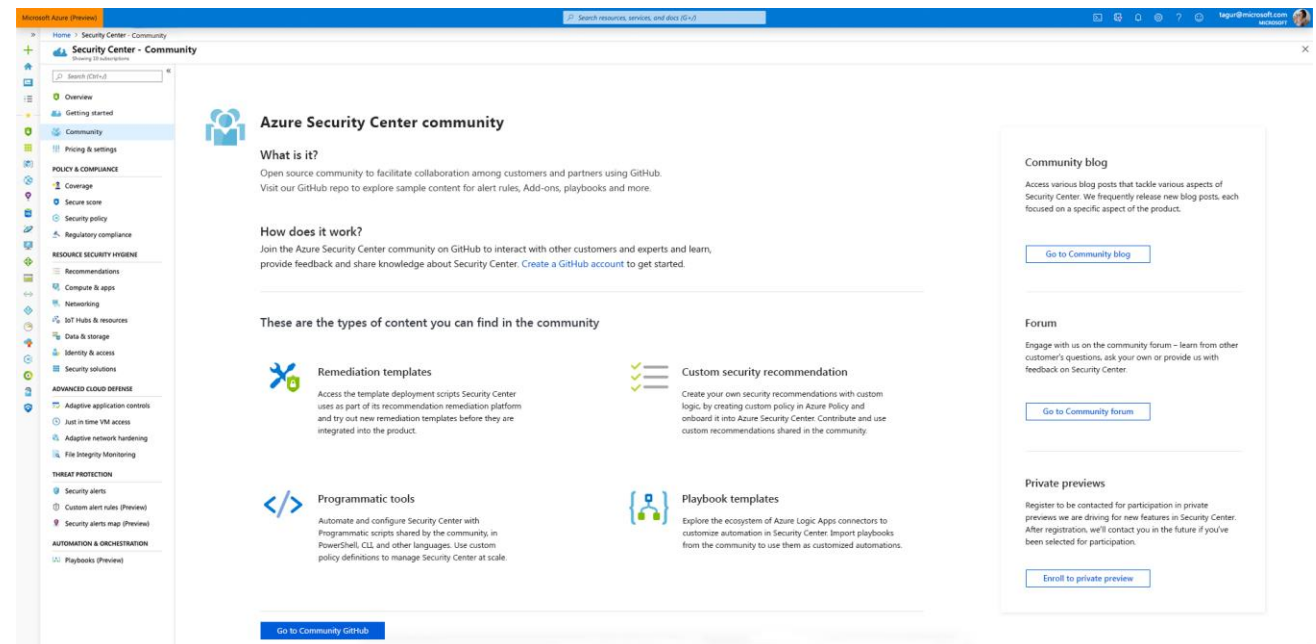 Microsoft Azure (Preview)
Search resources, services, and docs (G+/)
tagur@microsoft.com
MICROSOFT
Home > Security Center - Community
Security Center - Community
Showing 59 subscriptions
Search (Ctrl+/)
Overview
Getting started
Community
Pricing & settings
POLICY & COMPLIANCE
Coverage
Secure score
Security policy
Regulatory compliance
RESOURCE SECURITY HYGIENE
Recommendations
Compute & apps
Networking
IoT Hubs & resources
Data & storage
Identity & access
Security solutions
ADVANCED CLOUD DEFENSE
Adaptive application controls
Just in time VM access
Adaptive network hardening
File Integrity Monitoring
THREAT PROTECTION
Security alerts
Custom alert rules (Preview)
Security alerts map (Preview)
AUTOMATION & ORCHESTRATION
Playbooks (Preview)
Azure Security Center community
What is it?
Open source community to facilitate collaboration among customers and partners using GitHub.
Visit our GitHub repo to explore sample content for alert rules, Add-ons, playbooks and more.
How does it work?
Join the Azure Security Center community on GitHub to interact with other customers and experts and learn,
provide feedback and share knowledge about Security Center. Create a GitHub account to get started.
These are the types of content you can find in the community
Remediation templates
Access the template deployment scripts Security Center
uses as part of its recommendation remediation platform
and try out new remediation templates before they are
integrated into the product.
Custom security recommendation
Create your own security recommendations with custom
logic, by creating custom policy in Azure Policy and
onboard it into Azure Security Center. Contribute and use
custom recommendations shared in the community.
Programmatic tools
Automate and configure Security Center with
Programmatic scripts shared by the community, in
PowerShell, CLI, and other languages. Use custom
policy definitions to manage Security Center at scale.
Playbook templates
Explore the ecosystem of Azure Logic Apps connectors to
customize automation in Security Center. Import playbooks
from the community to use them as customized automations.
Go to Community GitHub
Community blog
Access various blog posts that tackle various aspects of
Security Center. We frequently release new blog posts, each
focused on a specific aspect of the product.
Go to Community blog
Forum
Engage with us on the community forum – learn from other
customer's questions, ask your own or provide us with
feedback on Security Center.
Go to Community forum
Private previews
Register to be contacted for participation in private
previews we are driving for new features in Security Center.
After registration, we'll contact you in the future if you've
been selected for participation.
Enroll to private preview